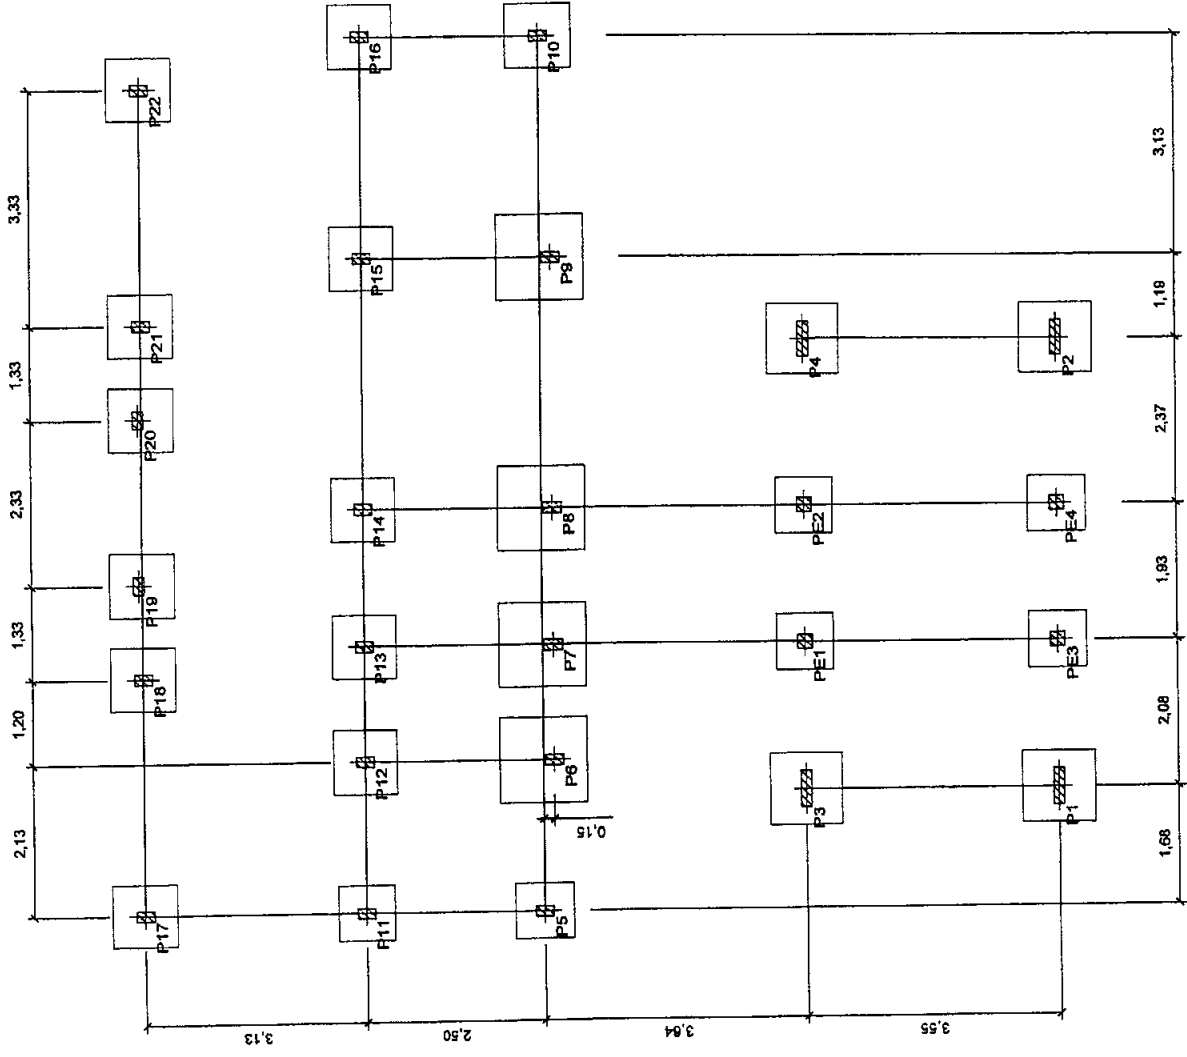 3,33
1,33
2,33
1,33
1,20
2,13
P22
P21
P20
P19
P18
P17
P16
P15
P14
P13
P12
P11
P10
P9
P8
P7
P6
P5
0,15
P4
PE2
PE1
P3
P2
PE4
PE3
P1
3,13
1,19
2,37
1,93
2,08
1,68
3,13
2,50
3,64
3,55